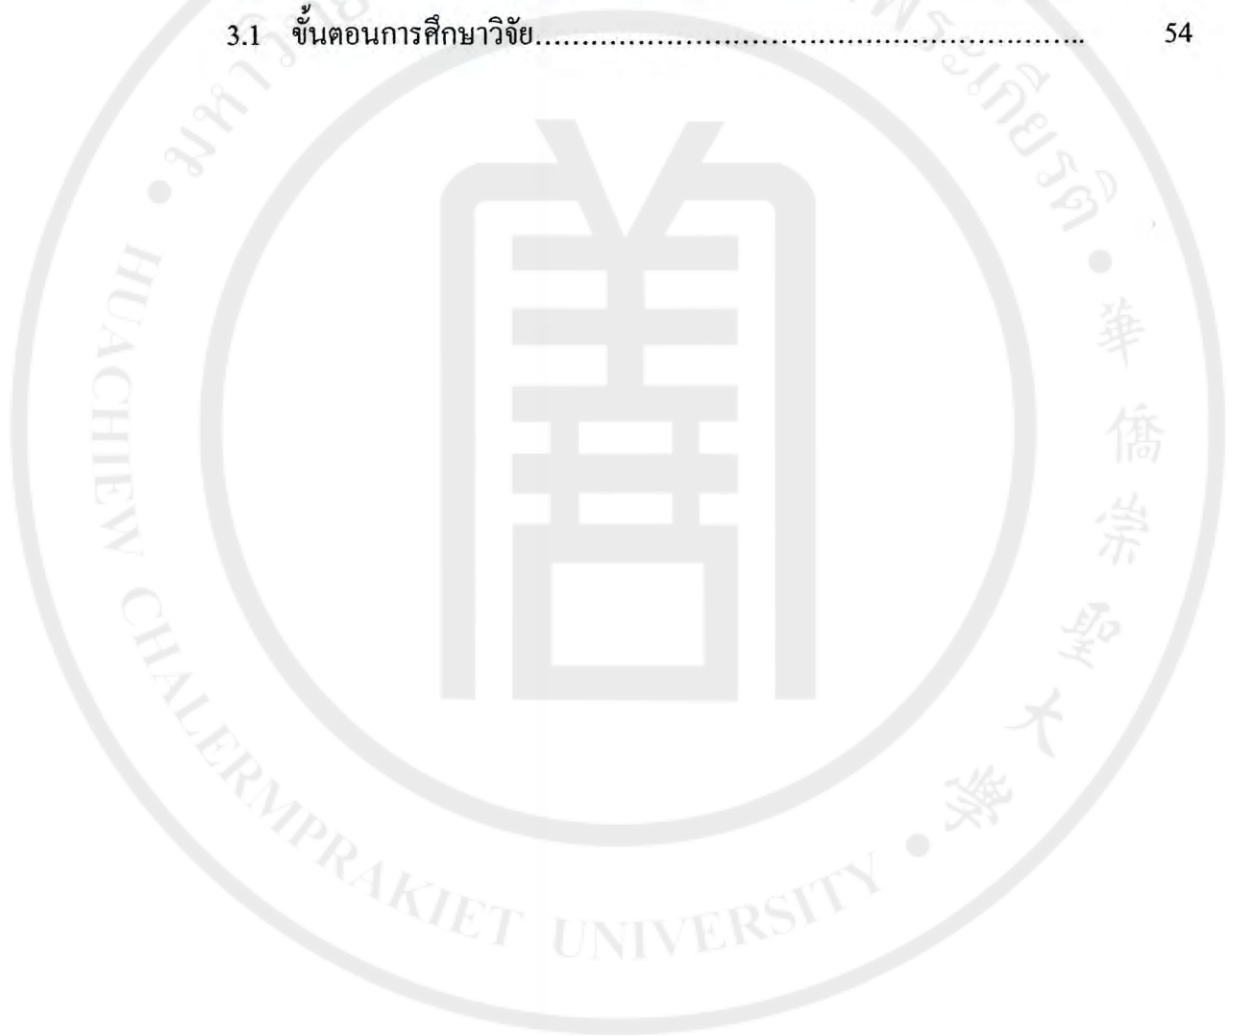 3.1 ขั้นตอนการศึกษาวิจัย............................................................ 54
HUACHIEW CHALERMPRAKIET UNIVERSITY
華僑崇聖大學